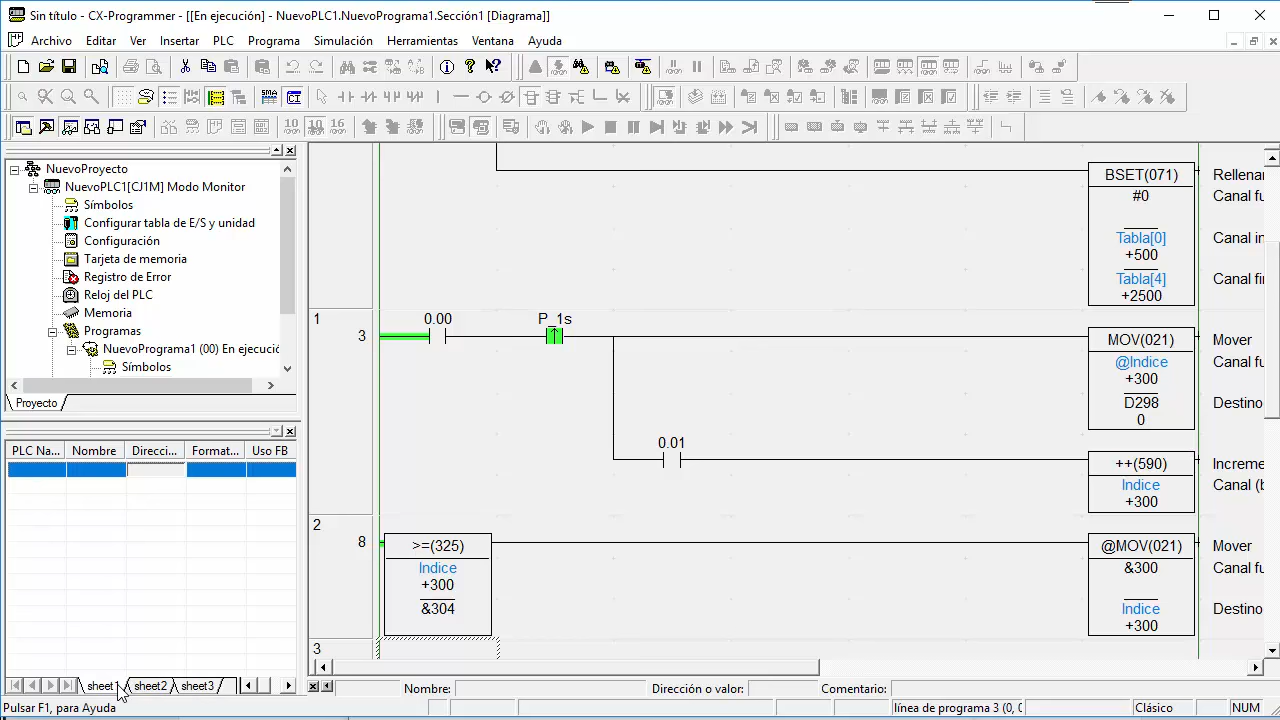 Sin título - CX-Programmer - [[En ejecución] - NuevoPLC1.NuevoPrograma1.Sección1 [Diagrama]]
Archivo Editar Ver Insertar PLC Programa Simulación Herramientas Ventana Ayuda
10 10 16
NuevoProyecto
NuevoPLC1[CJ1M] Modo Monitor
Símbolos
Configurar tabla de E/S y unidad
Configuración
Tarjeta de memoria
Registro de Error
Reloj del PLC
Memoria
Programas
NuevoPrograma1 (00) En ejecució
Símbolos
Proyecto
PLC Na... Nombre Direcci... Format... Uso FB
sheet1 sheet2 sheet3
BSET(071) Rellenar
#0 Canal fu
Tabla[0] Canal in
+500
Tabla[4] Canal fi
+2500
1
3
0.00 P_1s
MOV(021) Mover
@Indice Canal fu
+300
D298 Destino
0
0.01
++(590) Increme
Indice Canal (b
+300
2
8
>=(325)
Indice
+300
&304
@MOV(021) Mover
&300 Canal fu
Indice Destino
+300
3
Nombre: Dirección o valor: Comentario:
Pulsar F1, para Ayuda línea de programa 3 (0, 0 Clásico NUM